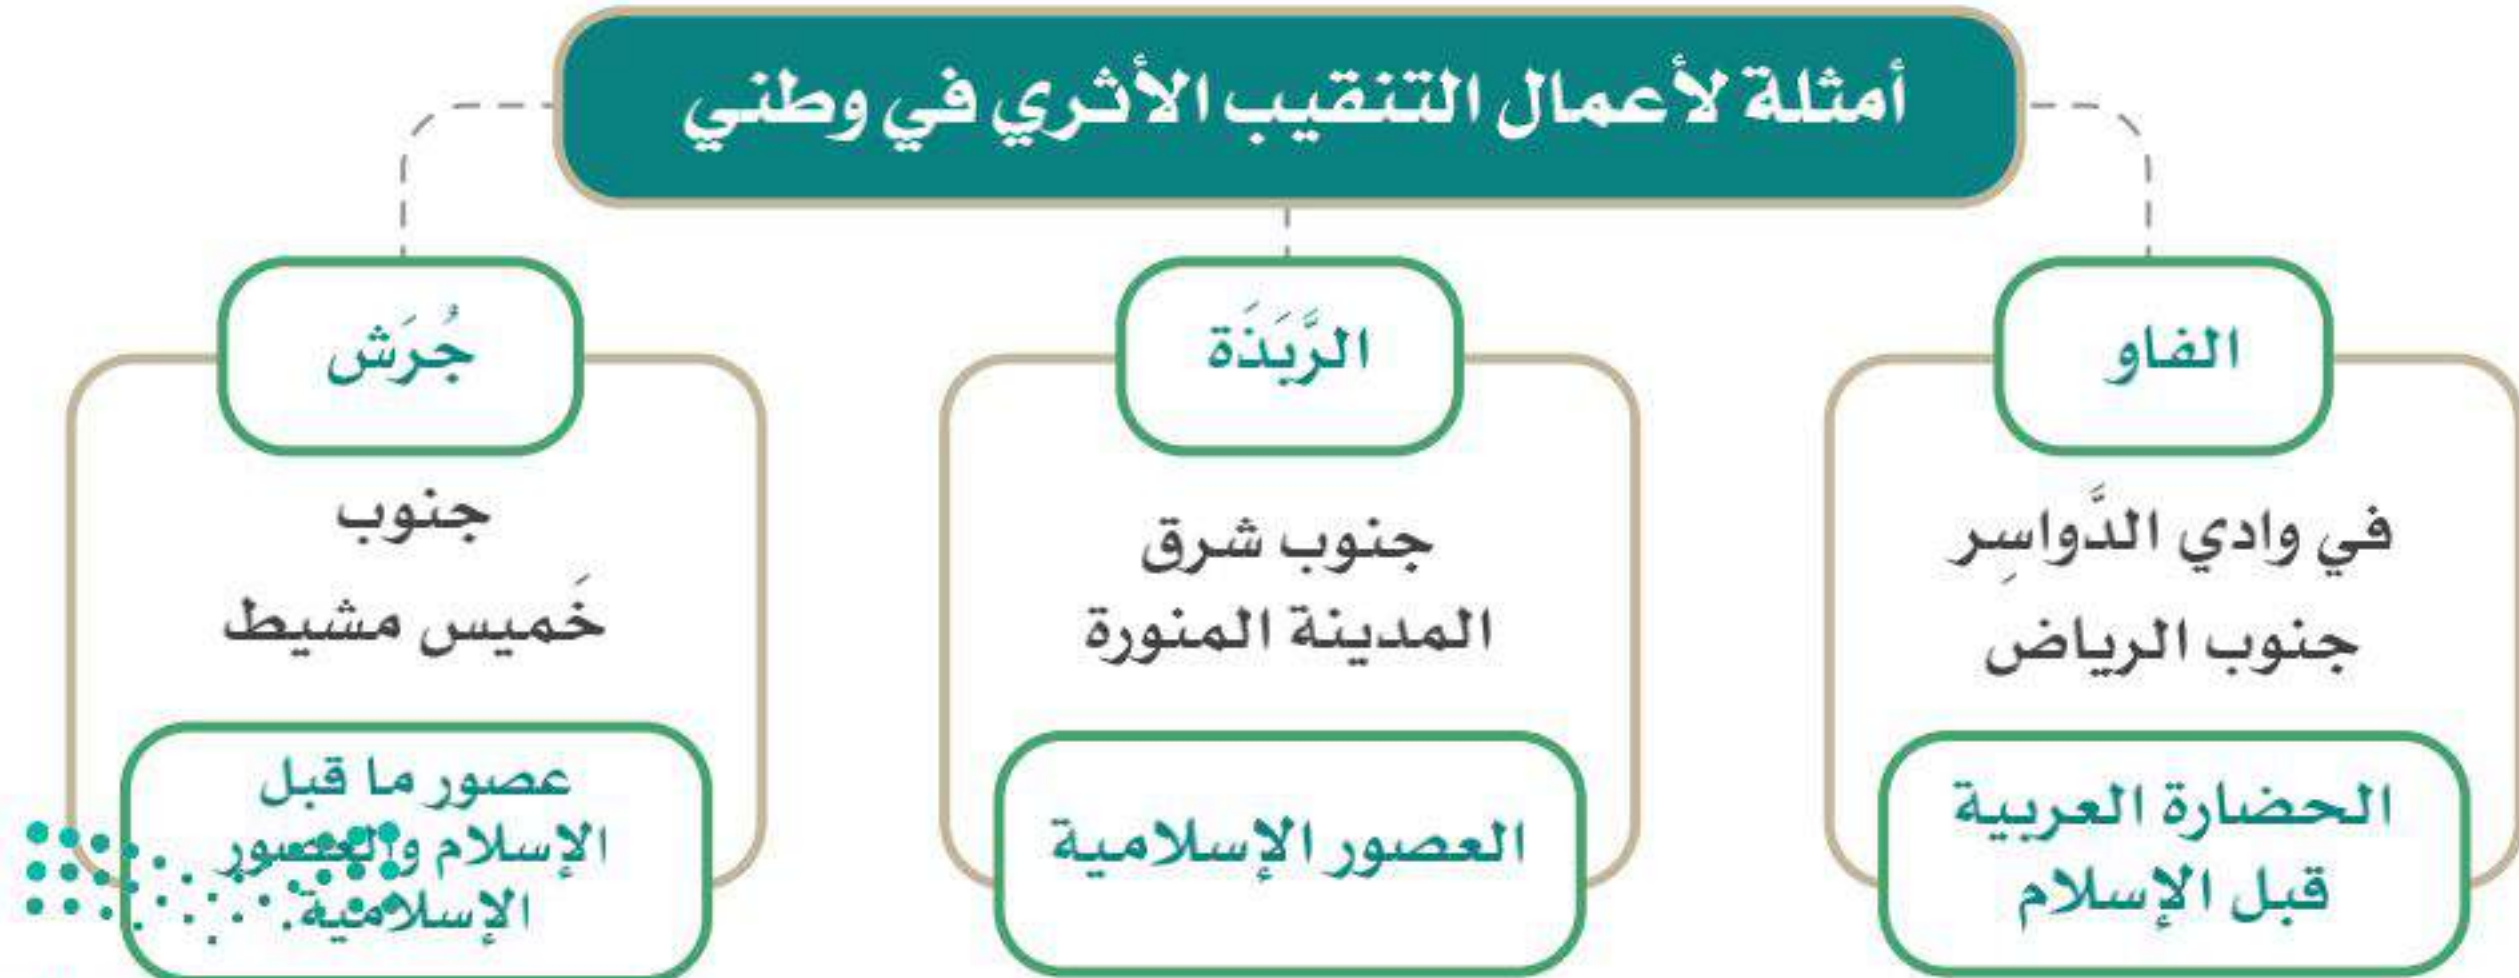 أمثلة لأعمال التنقيب الأثري في وطني
الفاو
في وادي الدَّواسِر
جنوب الرياض
الحضارة العربية
قبل الإسلام
الرَّبَذَة
جنوب شرق
المدينة المنورة
العصور الإسلامية
جُرَش
جنوب
خَميس مشيط
عصور ما قبل
الإسلام والعصور
الإسلامية.